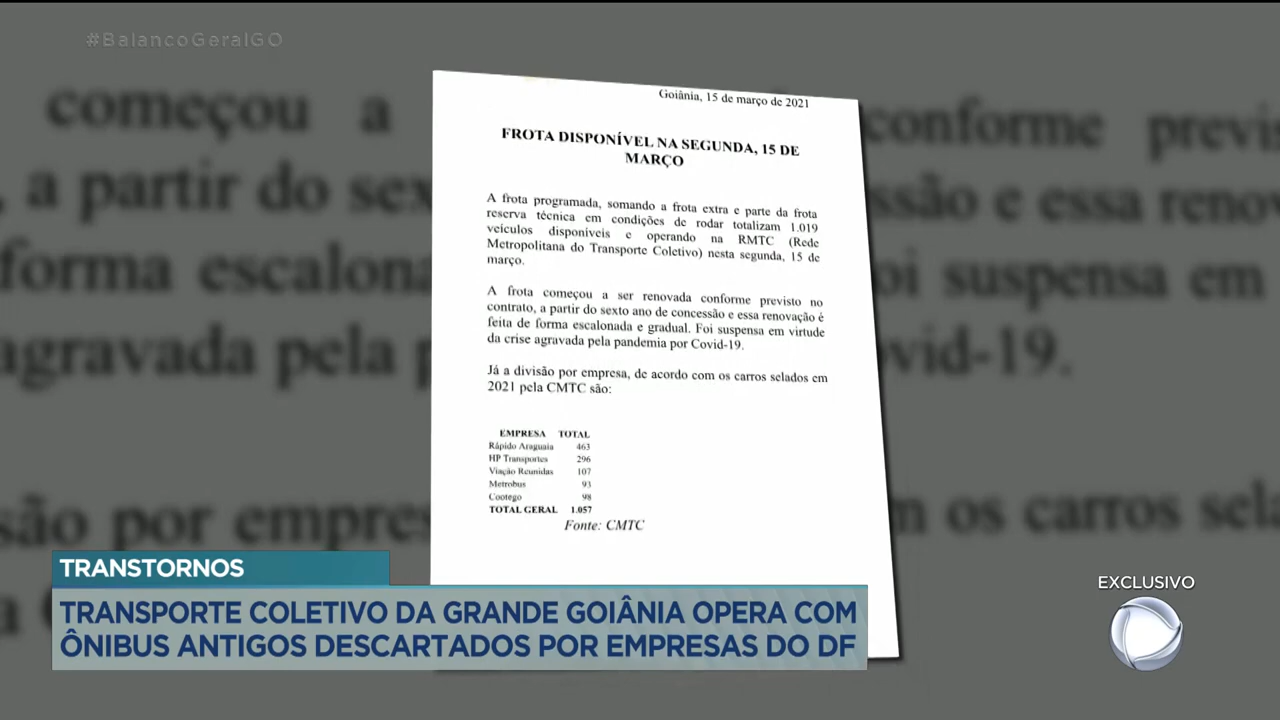 #BalancoGeralGO
começou a
conforme previs
, a partir do sex
ssão e essa renov
forma escalona
oi suspensa em
agravada pela p
vid-19.
são por empre
m os carros sela
Goiânia, 15 de março de 2021
FROTA DISPONÍVEL NA SEGUNDA, 15 DE
MARÇO
A frota programada, somando a frota extra e parte da frota
reserva técnica em condições de rodar totalizam 1.019
veículos disponíveis e operando na RMTC (Rede
Metropolitana do Transporte Coletivo) nesta segunda, 15 de
março.
A frota começou a ser renovada conforme previsto no
contrato, a partir do sexto ano de concessão e essa renovação é
feita de forma escalonada e gradual. Foi suspensa em virtude
da crise agravada pela pandemia por Covid-19.
Já a divisão por empresa, de acordo com os carros selados em
2021 pela CMTC são:
EMPRESA TOTAL
Rápido Araguaia 463
HP Transportes 296
Viação Reunidas 107
Metrobus 93
Cootego 98
TOTAL GERAL 1.057
Fonte: CMTC
TRANSTORNOS
TRANSPORTE COLETIVO DA GRANDE GOIÂNIA OPERA COM
ÔNIBUS ANTIGOS DESCARTADOS POR EMPRESAS DO DF
EXCLUSIVO